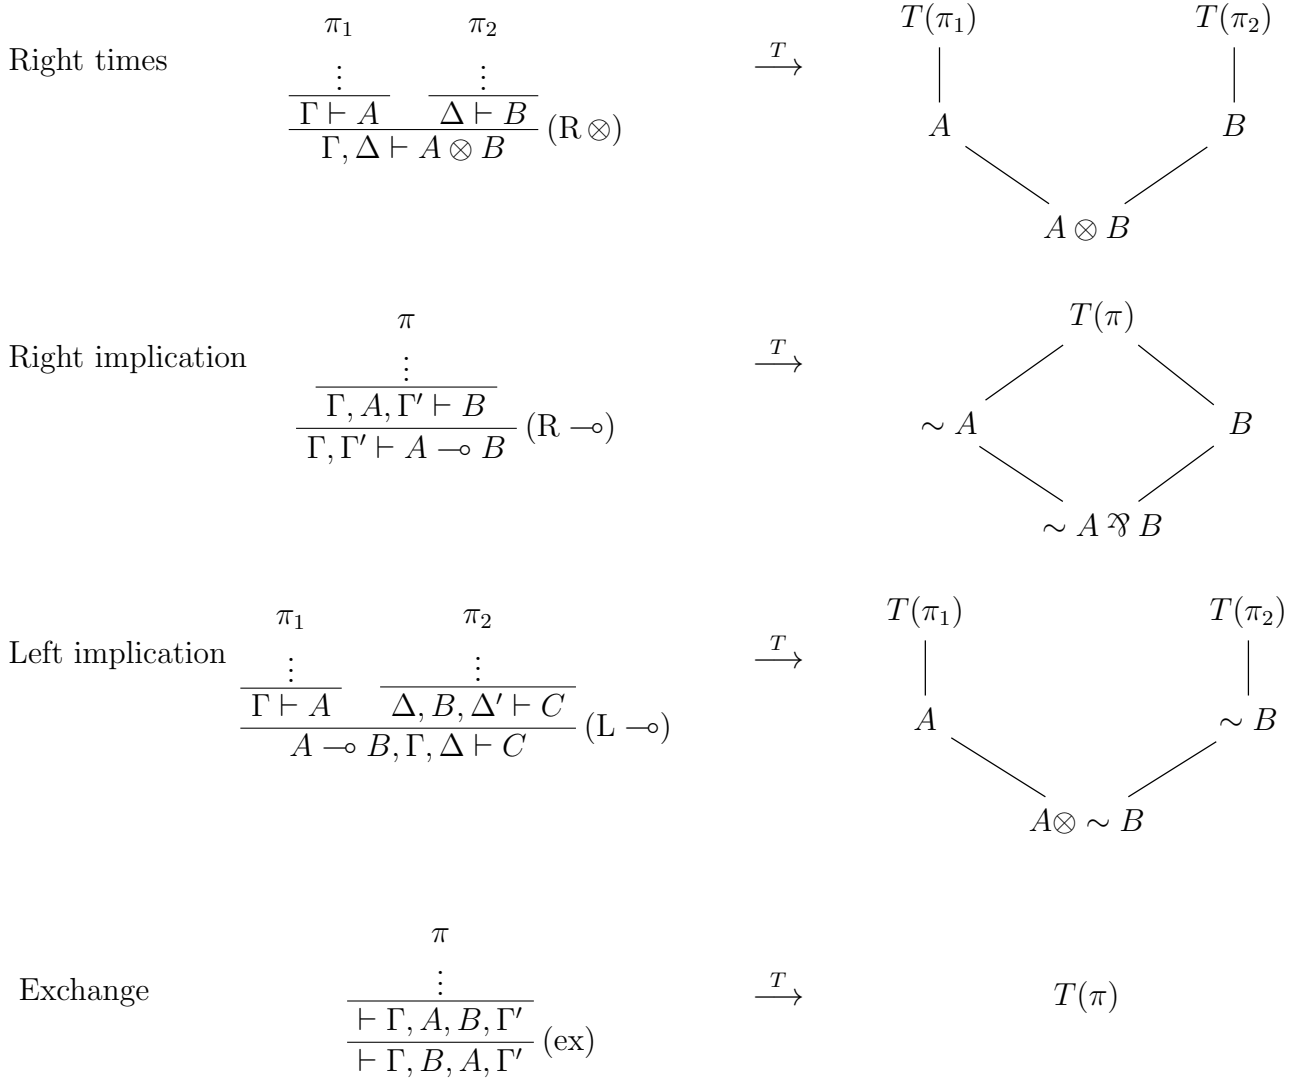 π₁ π₂ T(π₁) T(π₂)
Right times ⋮ ⋮ T⟶
Γ ⊢ A Δ ⊢ B (R ⊗) A B
Γ, Δ ⊢ A ⊗ B
A ⊗ B
π T(π)
Right implication ⋮ T⟶
Γ, A, Γ′ ⊢ B (R ⊸) ∼ A B
Γ, Γ′ ⊢ A ⊸ B
∼ A ⅋ B
π₁ π₂ T(π₁) T(π₂)
Left implication ⋮ ⋮ T⟶
Γ ⊢ A Δ, B, Δ′ ⊢ C (L ⊸) A ∼ B
A ⊸ B, Γ, Δ ⊢ C
A⊗ ∼ B
π
Exchange ⋮ T⟶ T(π)
⊢ Γ, A, B, Γ′ (ex)
⊢ Γ, B, A, Γ′